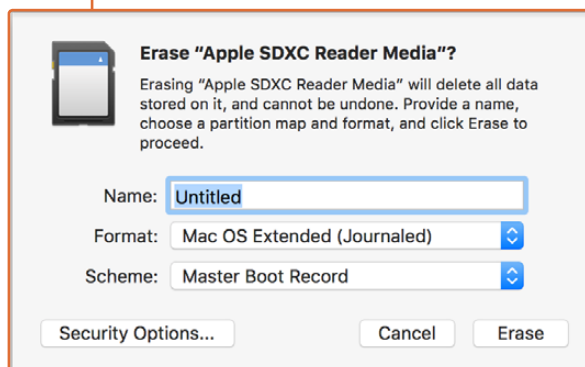 Erase “Apple SDXC Reader Media”?
Erasing “Apple SDXC Reader Media” will delete all data
stored on it, and cannot be undone. Provide a name,
choose a partition map and format, and click Erase to
proceed.
Name: Untitled
Format: Mac OS Extended (Journaled)
Scheme: Master Boot Record
Security Options... Cancel Erase